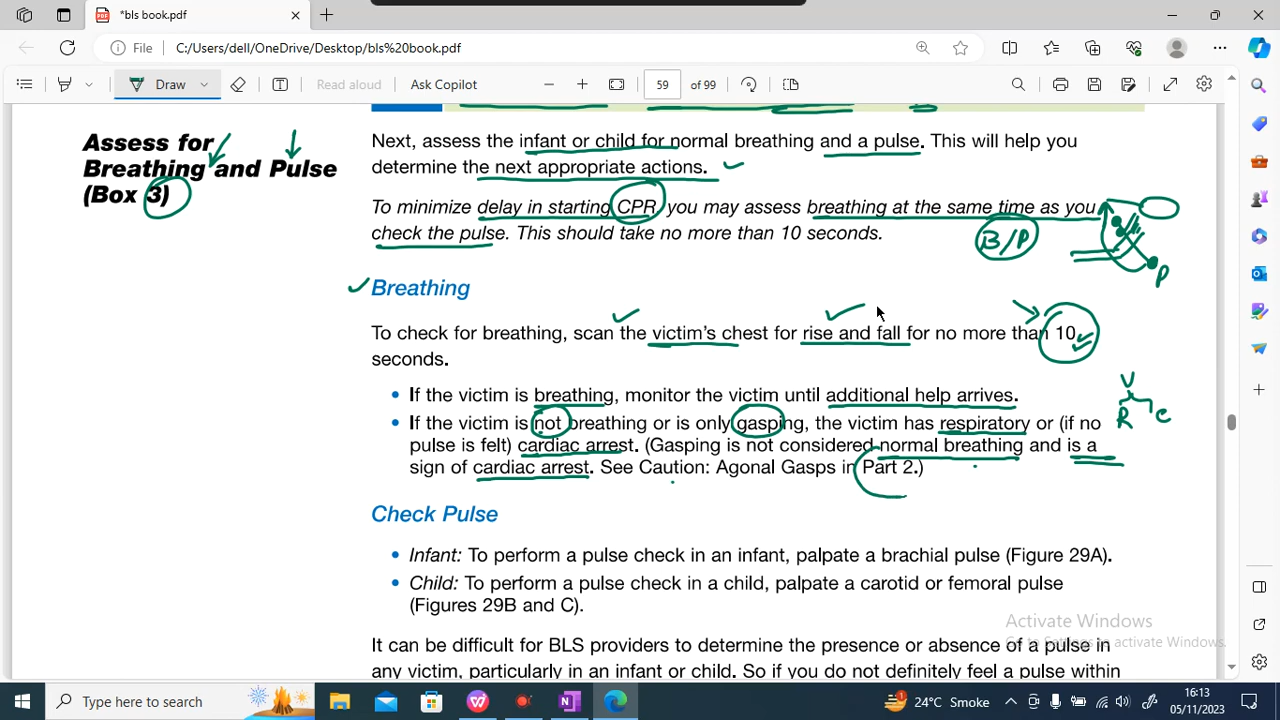 *bls book.pdf
File
C:/Users/dell/OneDrive/Desktop/bls%20book.pdf
Draw
Read aloud
Ask Copilot
59
of 99
Assess for
Breathing and Pulse
(Box 3)
Next, assess the infant or child for normal breathing and a pulse. This will help you
determine the next appropriate actions.
To minimize delay in starting CPR you may assess breathing at the same time as you
check the pulse. This should take no more than 10 seconds.
B/P
P
Breathing
To check for breathing, scan the victim's chest for rise and fall for no more than 10
seconds.
V
R C
• If the victim is breathing, monitor the victim until additional help arrives.
• If the victim is not breathing or is only gasping, the victim has respiratory or (if no
pulse is felt) cardiac arrest. (Gasping is not considered normal breathing and is a
sign of cardiac arrest. See Caution: Agonal Gasps in Part 2.)
Check Pulse
• Infant: To perform a pulse check in an infant, palpate a brachial pulse (Figure 29A).
• Child: To perform a pulse check in a child, palpate a carotid or femoral pulse
(Figures 29B and C).
It can be difficult for BLS providers to determine the presence or absence of a pulse in
any victim, particularly in an infant or child. So if you do not definitely feel a pulse within
Activate Windows
Go to Settings to activate Windows.
Type here to search
24°C Smoke
16:13
05/11/2023